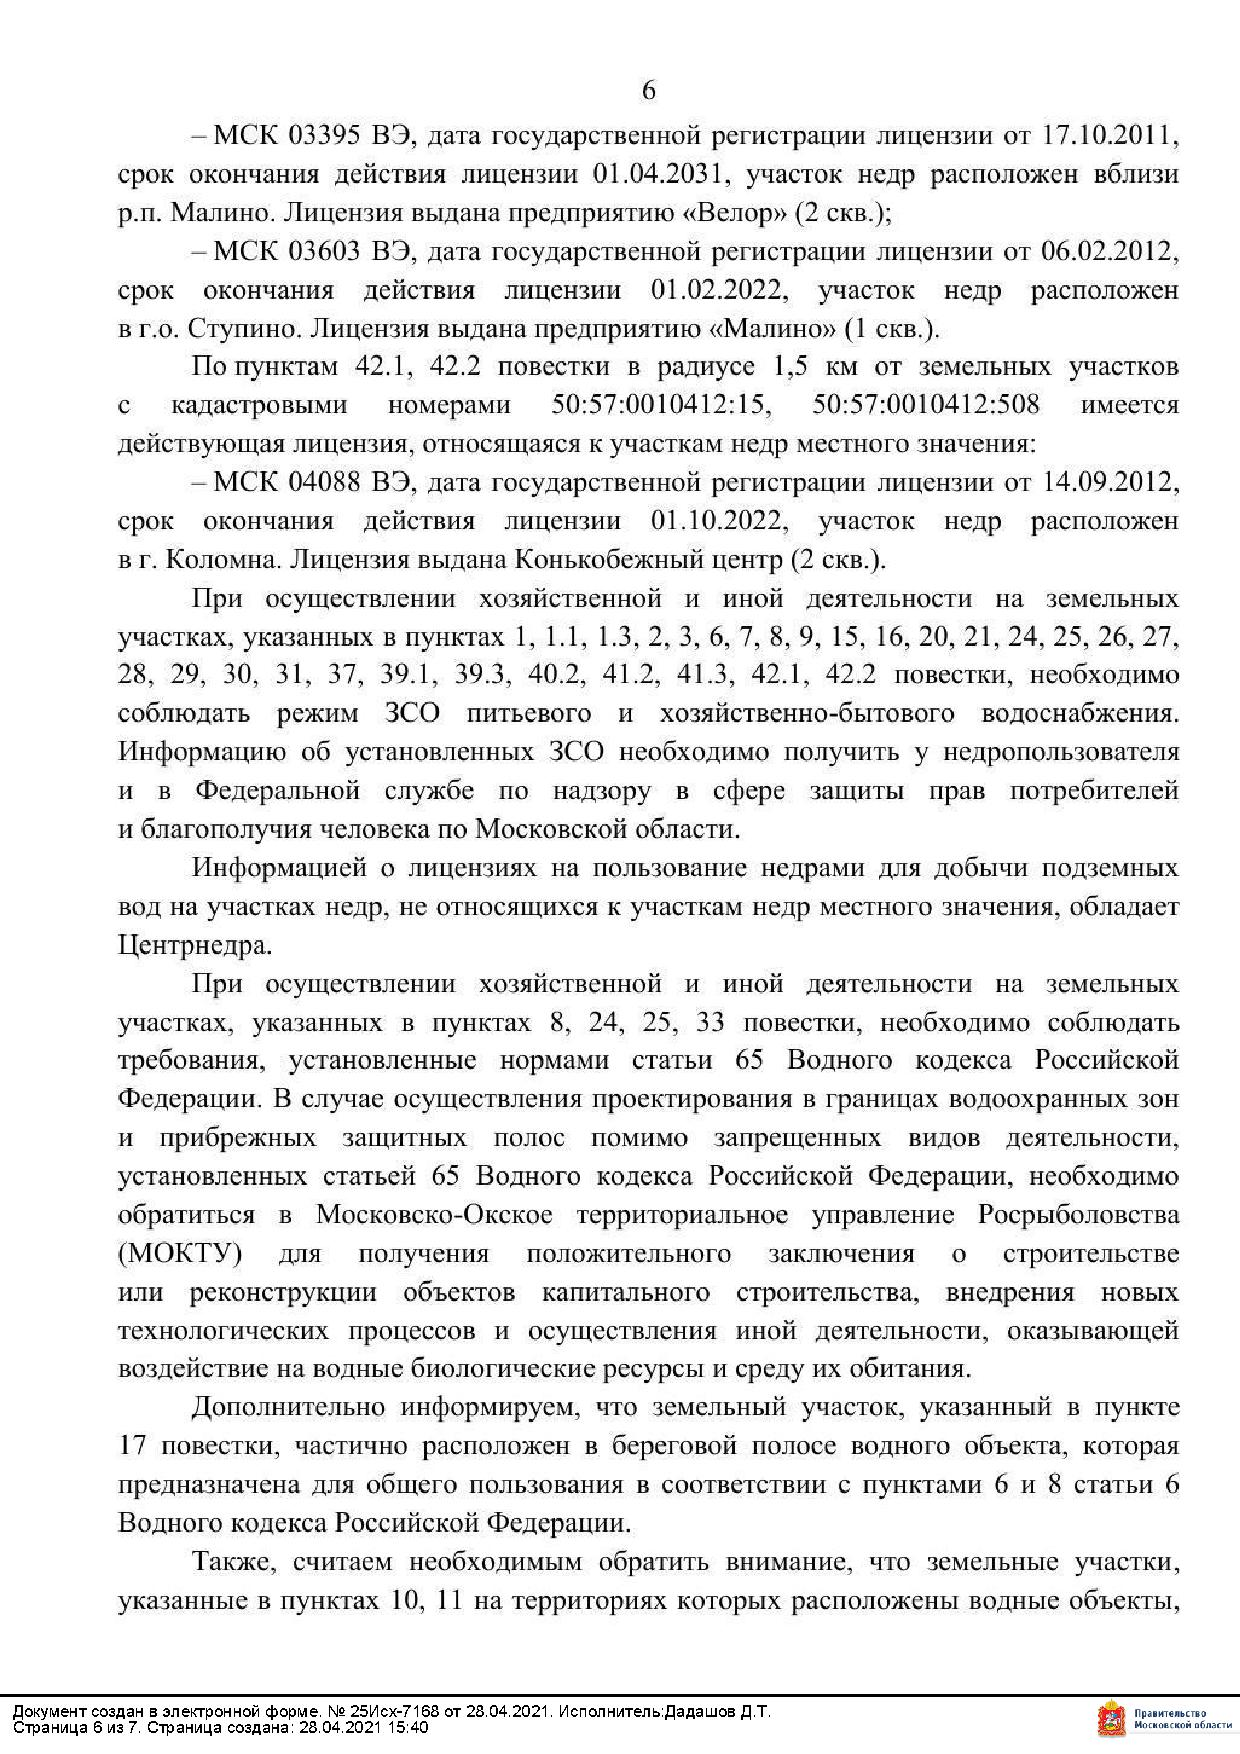 6
– МСК 03395 ВЭ, дата государственной регистрации лицензии от 17.10.2011,
срок окончания действия лицензии 01.04.2031, участок недр расположен вблизи
р.п. Малино. Лицензия выдана предприятию «Велор» (2 скв.);
– МСК 03603 ВЭ, дата государственной регистрации лицензии от 06.02.2012,
срок окончания действия лицензии 01.02.2022, участок недр расположен
в г.о. Ступино. Лицензия выдана предприятию «Малино» (1 скв.).
По пунктам 42.1, 42.2 повестки в радиусе 1,5 км от земельных участков
с кадастровыми номерами 50:57:0010412:15, 50:57:0010412:508 имеется
действующая лицензия, относящаяся к участкам недр местного значения:
– МСК 04088 ВЭ, дата государственной регистрации лицензии от 14.09.2012,
срок окончания действия лицензии 01.10.2022, участок недр расположен
в г. Коломна. Лицензия выдана Конькобежный центр (2 скв.).
При осуществлении хозяйственной и иной деятельности на земельных
участках, указанных в пунктах 1, 1.1, 1.3, 2, 3, 6, 7, 8, 9, 15, 16, 20, 21, 24, 25, 26, 27,
28, 29, 30, 31, 37, 39.1, 39.3, 40.2, 41.2, 41.3, 42.1, 42.2 повестки, необходимо
соблюдать режим ЗСО питьевого и хозяйственно-бытового водоснабжения.
Информацию об установленных ЗСО необходимо получить у недропользователя
и в Федеральной службе по надзору в сфере защиты прав потребителей
и благополучия человека по Московской области.
Информацией о лицензиях на пользование недрами для добычи подземных
вод на участках недр, не относящихся к участкам недр местного значения, обладает
Центрнедра.
При осуществлении хозяйственной и иной деятельности на земельных
участках, указанных в пунктах 8, 24, 25, 33 повестки, необходимо соблюдать
требования, установленные нормами статьи 65 Водного кодекса Российской
Федерации. В случае осуществления проектирования в границах водоохранных зон
и прибрежных защитных полос помимо запрещенных видов деятельности,
установленных статьей 65 Водного кодекса Российской Федерации, необходимо
обратиться в Московско-Окское территориальное управление Росрыболовства
(МОКТУ) для получения положительного заключения о строительстве
или реконструкции объектов капитального строительства, внедрения новых
технологических процессов и осуществления иной деятельности, оказывающей
воздействие на водные биологические ресурсы и среду их обитания.
Дополнительно информируем, что земельный участок, указанный в пункте
17 повестки, частично расположен в береговой полосе водного объекта, которая
предназначена для общего пользования в соответствии с пунктами 6 и 8 статьи 6
Водного кодекса Российской Федерации.
Также, считаем необходимым обратить внимание, что земельные участки,
указанные в пунктах 10, 11 на территориях которых расположены водные объекты,
Документ создан в электронной форме. № 25Исх-7168 от 28.04.2021. Исполнитель:Дадашов Д.Т.
Страница 6 из 7. Страница создана: 28.04.2021 15:40
Правительство
Московской области